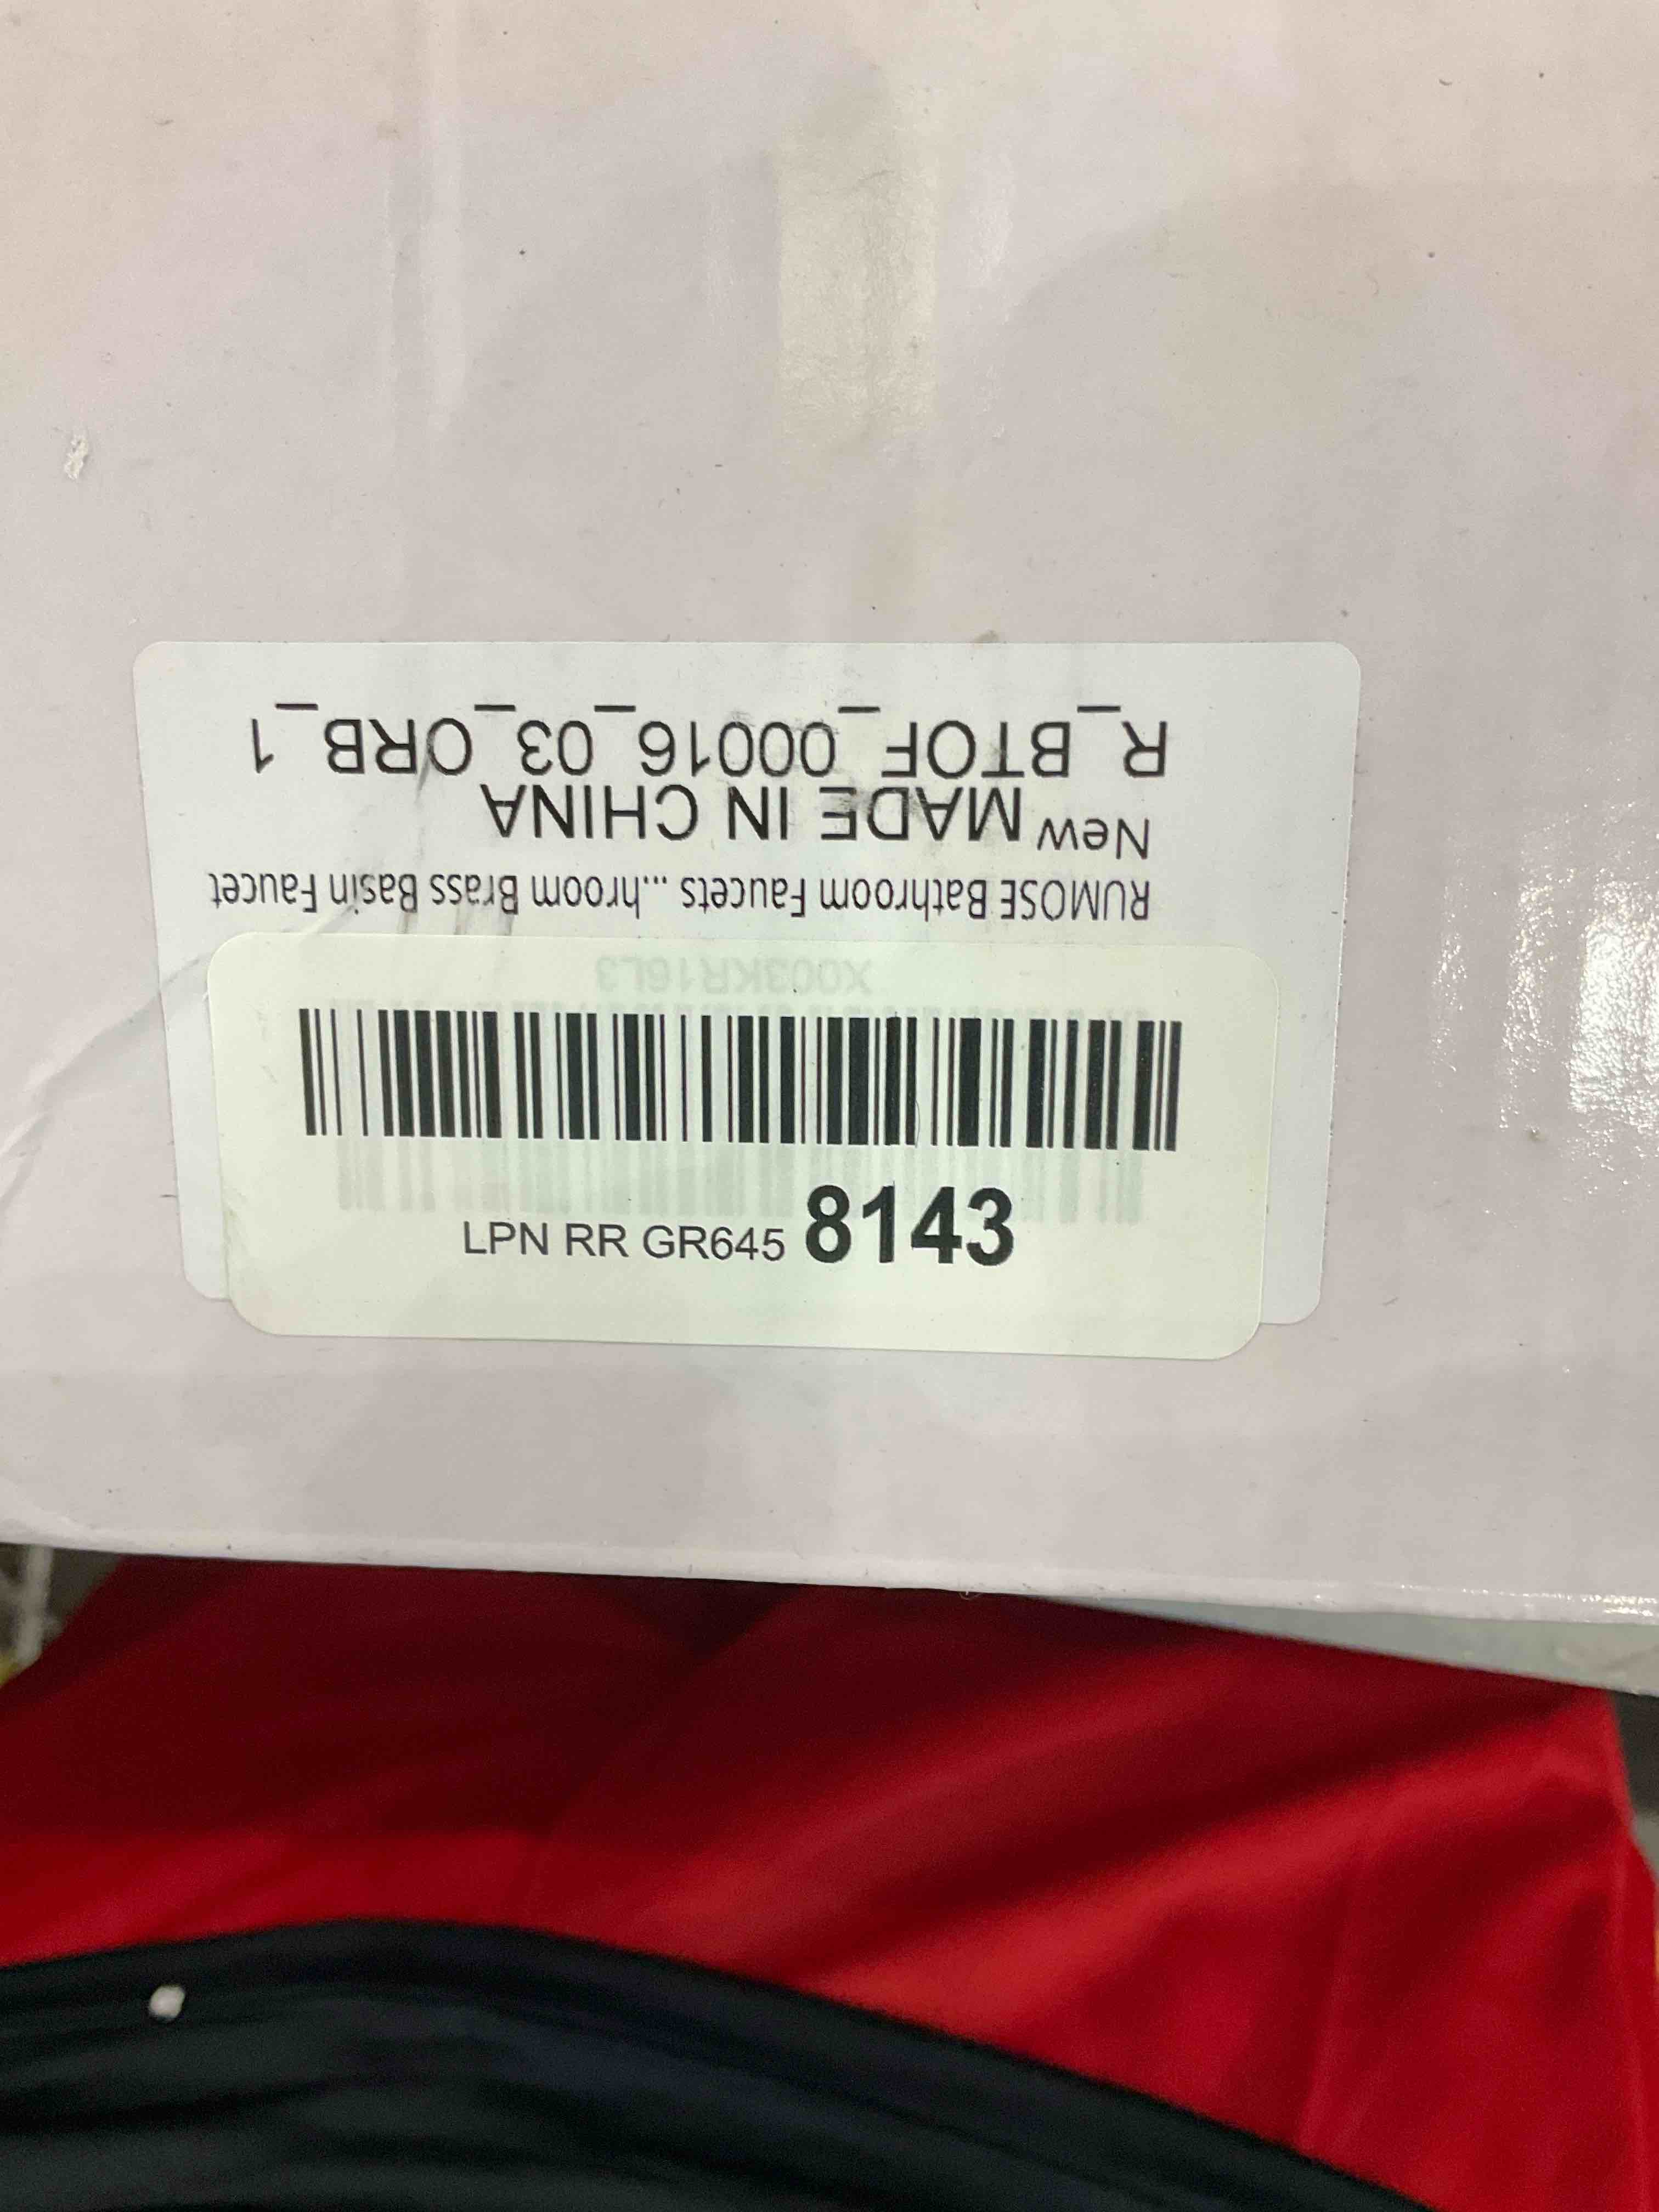 X003KR16L3
RUMOSE Bathroom Faucets ...hroom Brass Basin Faucet
New MADE IN CHINA
R_BTOF_00016_03_ORB_1
LPN RR GR645 8143